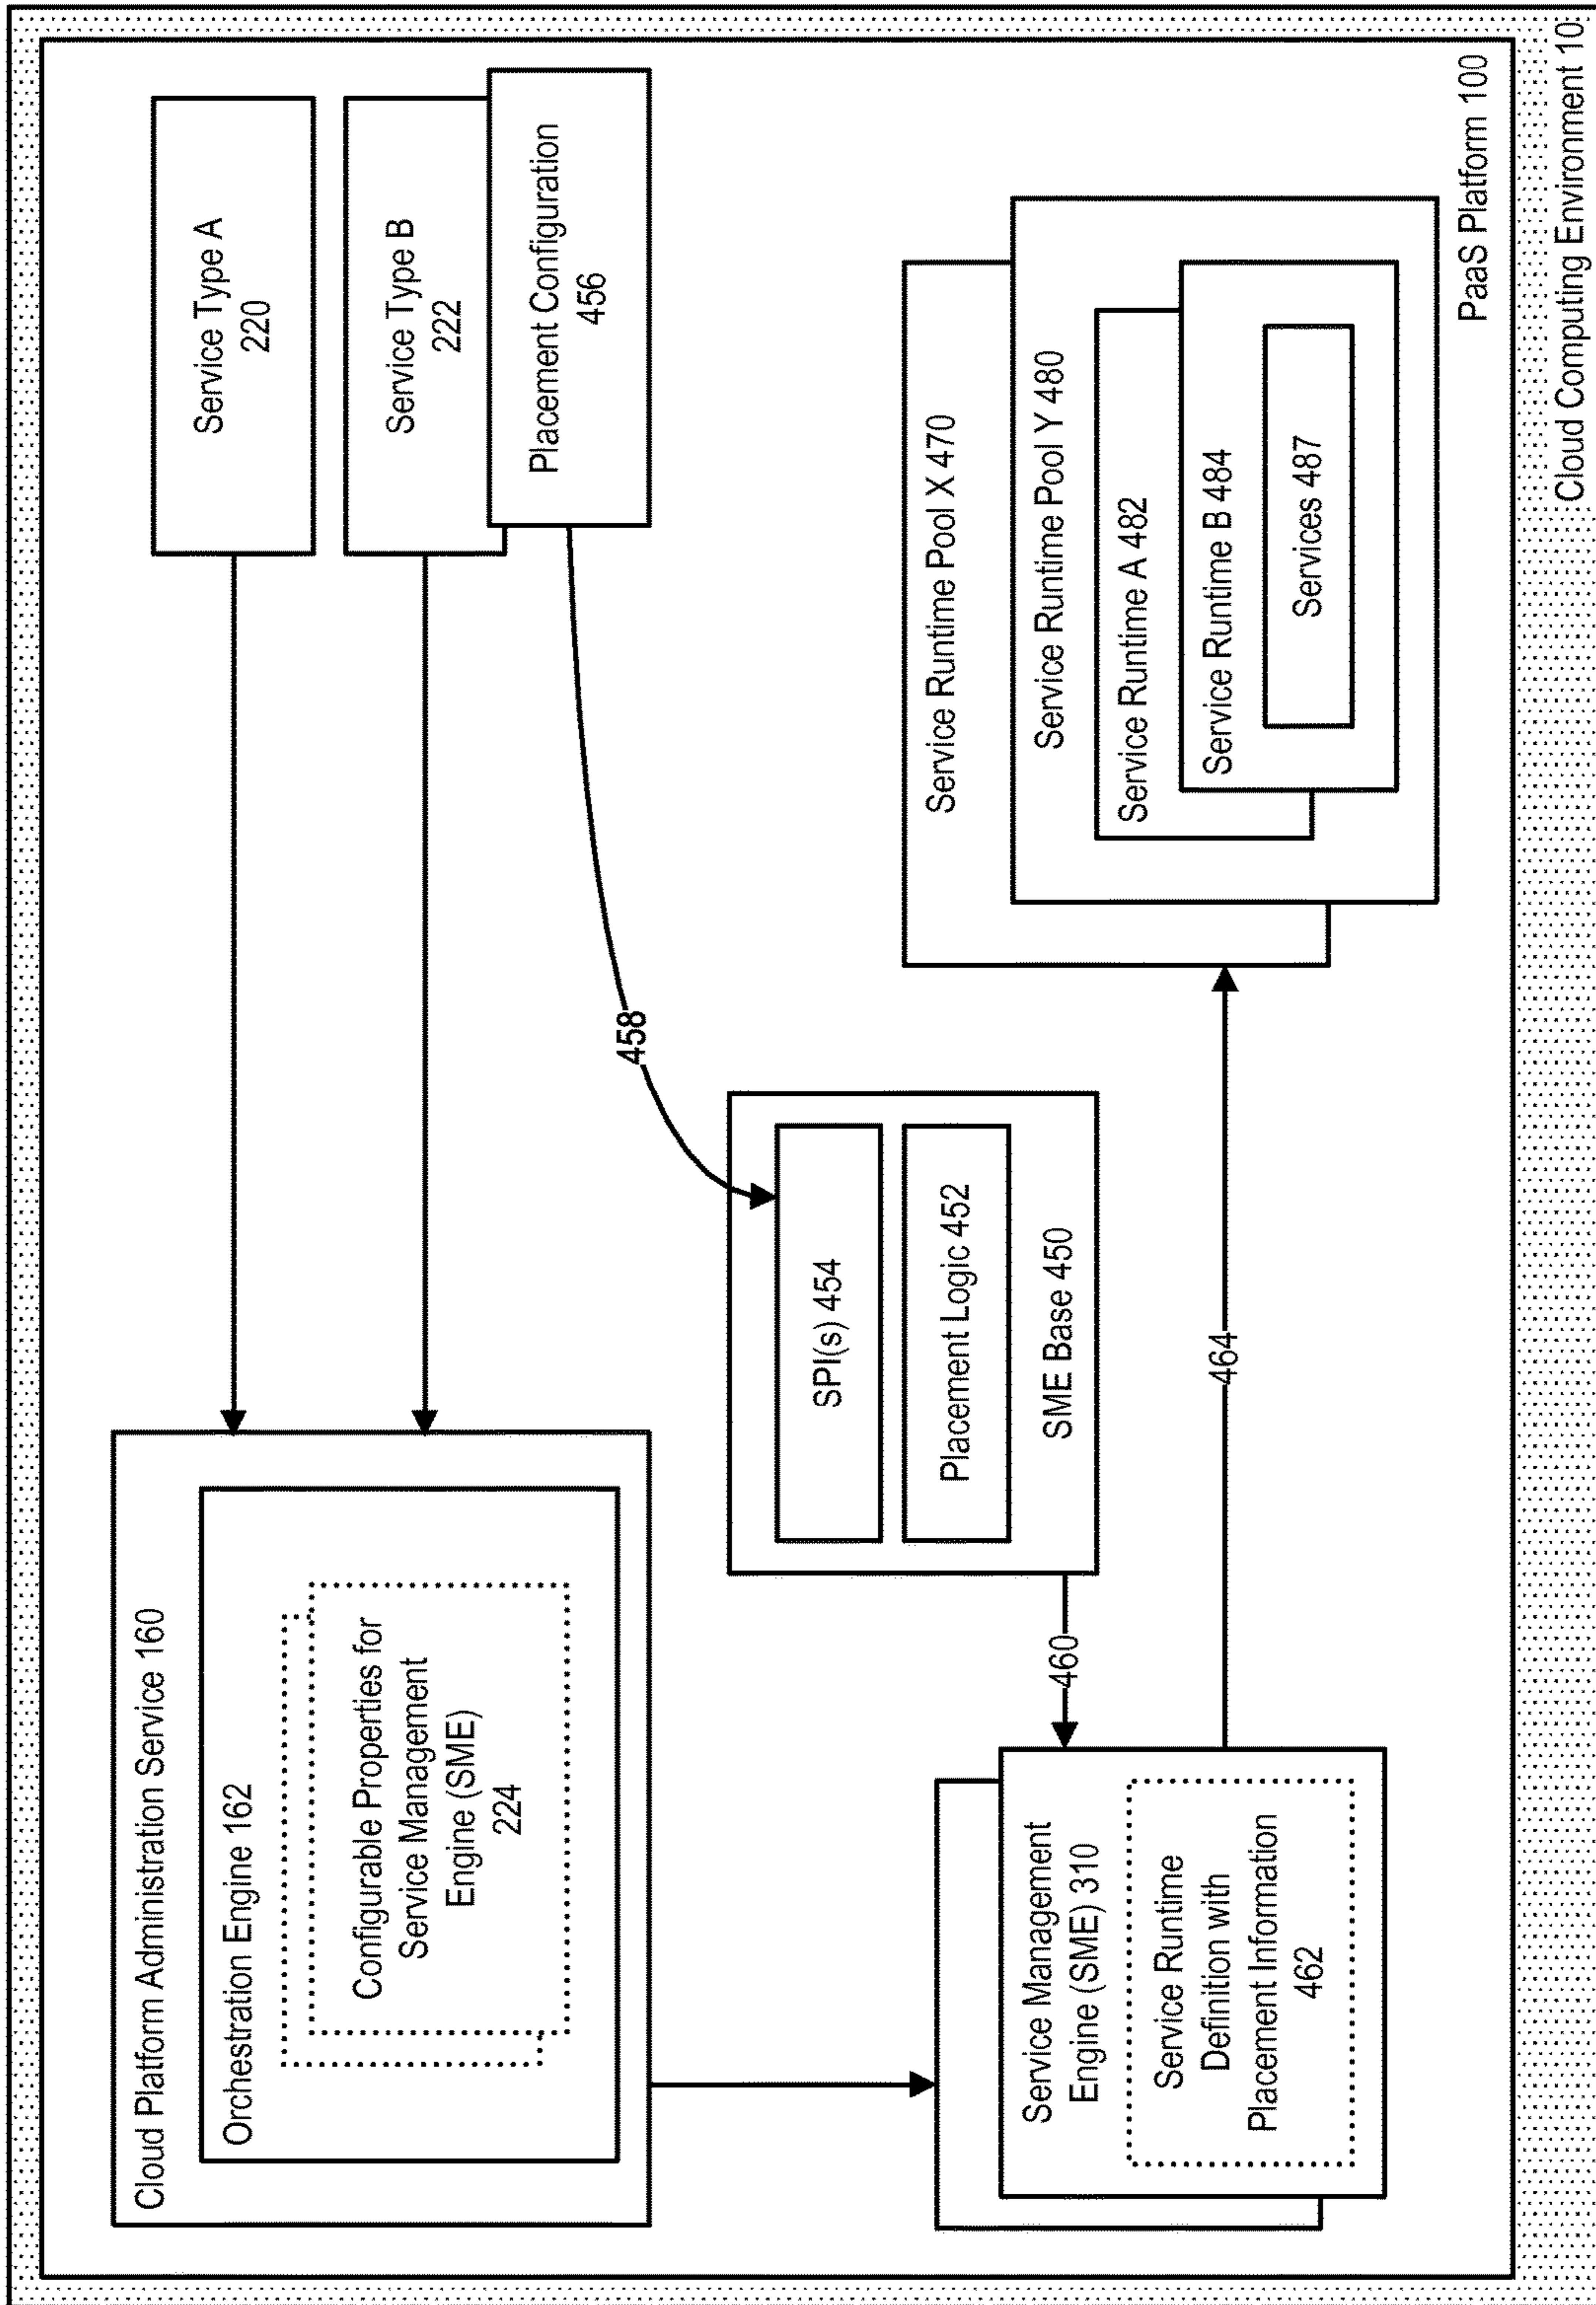 Cloud Platform Administration Service 160
Orchestration Engine 162
Configurable Properties for
Service Management
Engine (SME)
224
Service Type A
220
Service Type B
222
Placement Configuration
456
458
SPI(s) 454
Placement Logic 452
SME Base 450
460
Service Management
Engine (SME) 310
Service Runtime
Definition with
Placement Information
462
464
Service Runtime Pool X 470
Service Runtime Pool Y 480
Service Runtime A 482
Service Runtime B 484
Services 487
PaaS Platform 100
Cloud Computing Environment 10